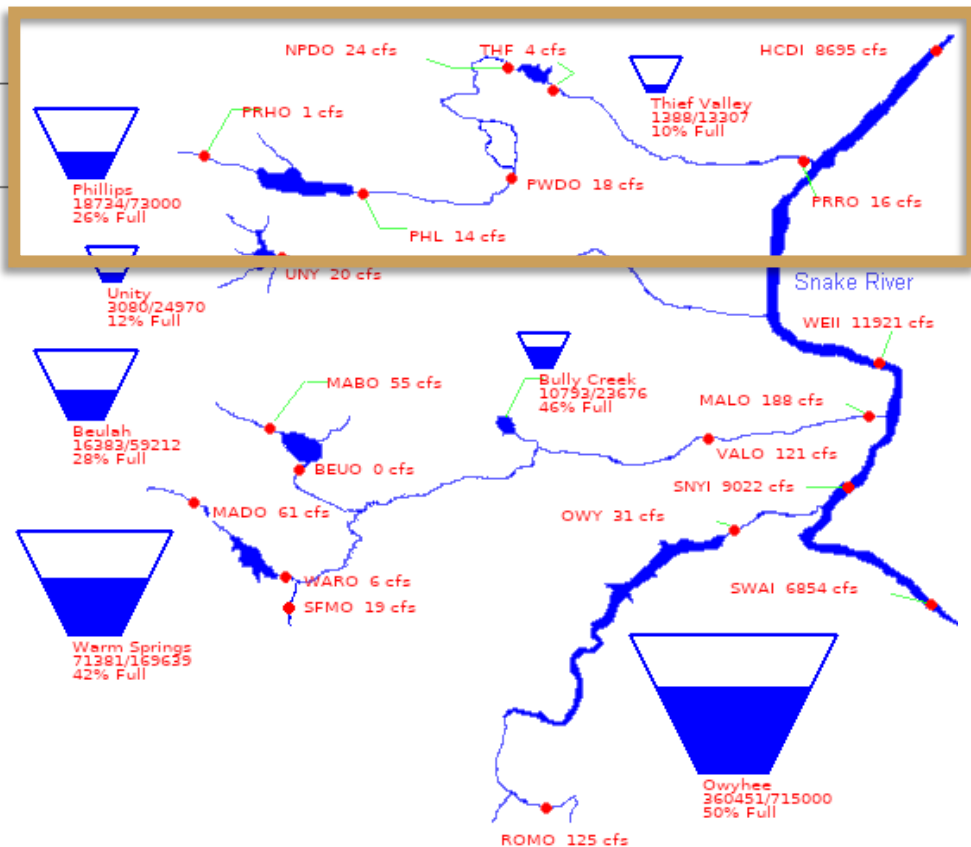 NPDO 24 cfs
THF 4 cfs
HCDI 8695 cfs
PRHO 1 cfs
Thief Valley
1388/13307
10% Full
Phillips
18734/73000
26% Full
PWDO 18 cfs
PRRO 16 cfs
PHL 14 cfs
UNY 20 cfs
Unity
3080/24970
12% Full
Snake River
WEII 11921 cfs
MABO 55 cfs
Bully Creek
10793/23676
46% Full
MALO 188 cfs
Beulah
16383/59212
28% Full
BEUO 0 cfs
VALO 121 cfs
SNYI 9022 cfs
MADO 61 cfs
OWY 31 cfs
WARO 6 cfs
SFMO 19 cfs
SWAI 6854 cfs
Warm Springs
71381/169639
42% Full
Owyhee
360451/715000
50% Full
ROMO 125 cfs